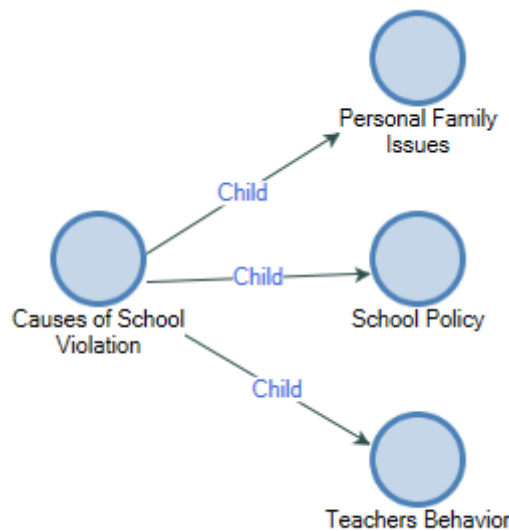 Personal Family
Issues
Child
Child
Causes of School
Violation
School Policy
Child
Teachers Behavior